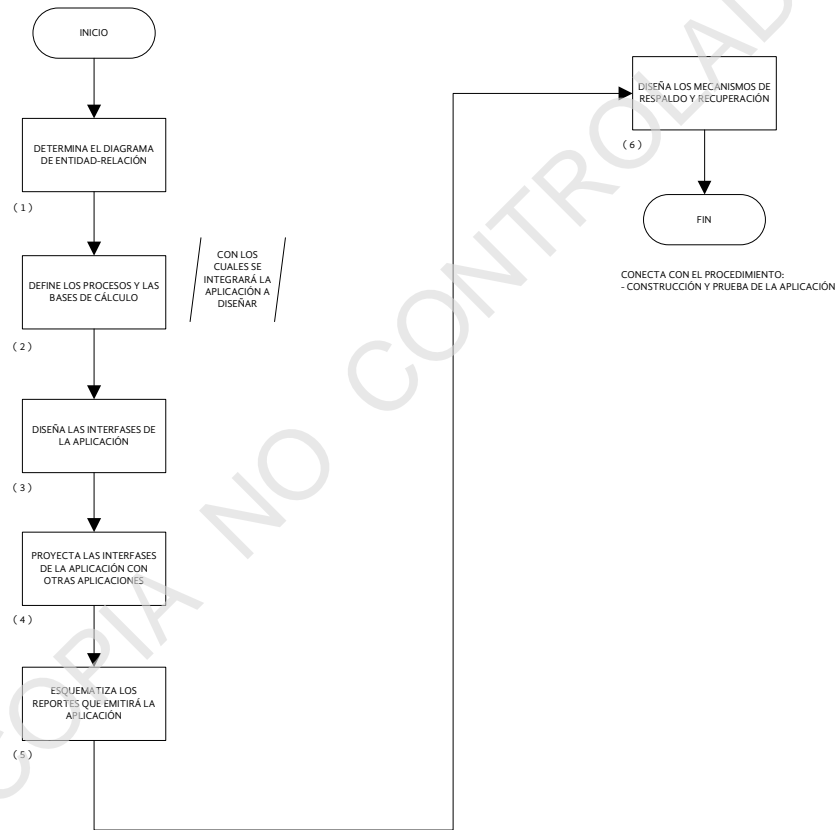 INICIO
DETERMINA EL DIAGRAMA
DE ENTIDAD-RELACIÓN
( 1 )
DEFINE LOS PROCESOS Y LAS
BASES DE CÁLCULO
( 2 )
CON LOS
CUALES SE
INTEGRARÁ LA
APLICACIÓN A
DISEÑAR
DISEÑA LAS INTERFASES DE
LA APLICACIÓN
( 3 )
PROYECTA LAS INTERFASES
DE LA APLICACIÓN CON
OTRAS APLICACIONES
( 4 )
ESQUEMATIZA LOS
REPORTES QUE EMITIRÁ LA
APLICACIÓN
( 5 )
DISEÑA LOS MECANISMOS DE
RESPALDO Y RECUPERACIÓN
( 6 )
FIN
CONECTA CON EL PROCEDIMIENTO:
- CONSTRUCCIÓN Y PRUEBA DE LA APLICACIÓN
COPIA NO CONTROLAD